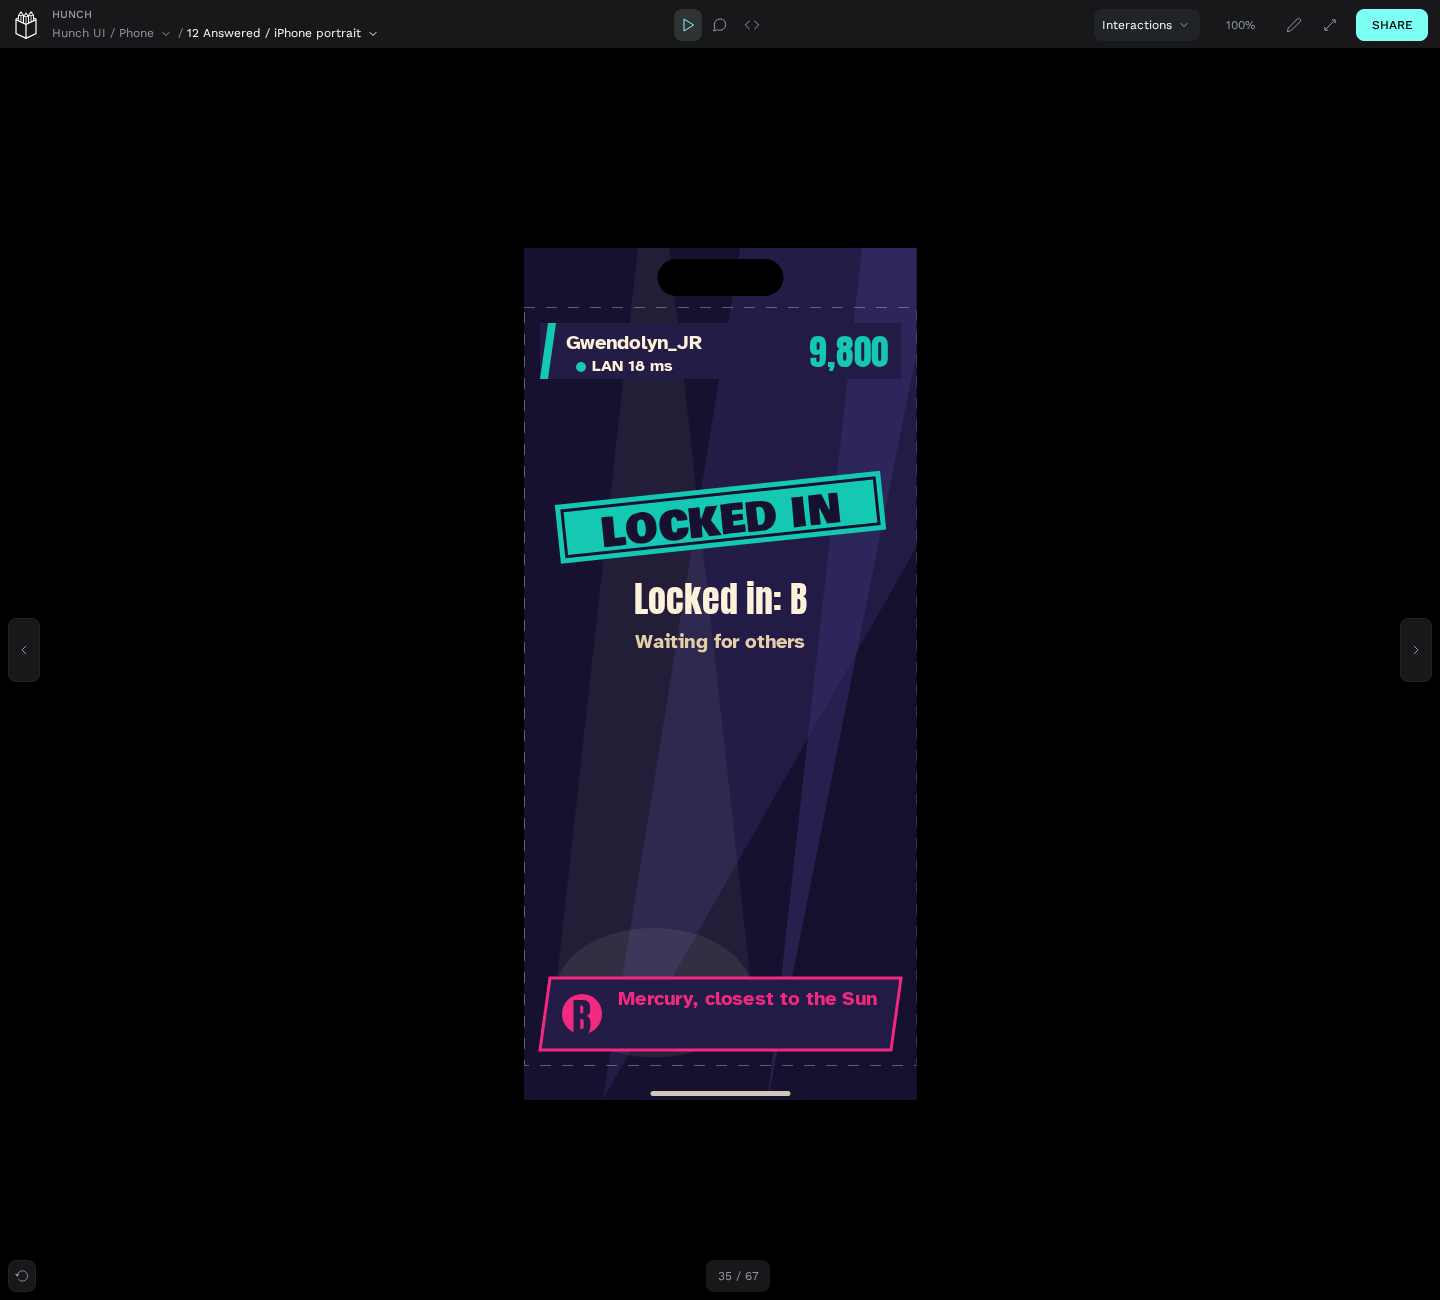 HUNCH
Hunch UI / Phone / 12 Answered / iPhone portrait
Interactions
100%
SHARE
Gwendolyn_JR
LAN 18 ms
9,800
LOCKED IN
Locked in: B
Waiting for others
B
Mercury, closest to the Sun
35 / 67